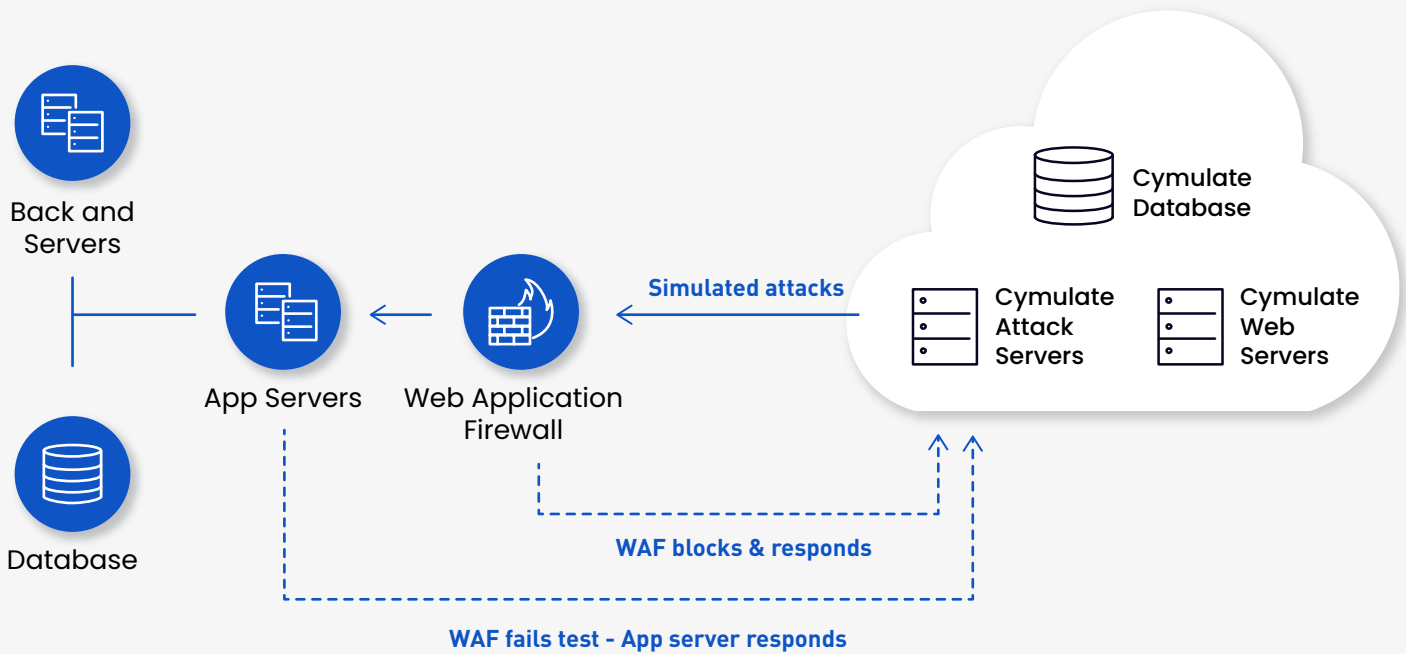 Back and
Servers
Database
App Servers
Web Application
Firewall
Simulated attacks
Cymulate
Database
Cymulate
Attack
Servers
Cymulate
Web
Servers
WAF blocks & responds
WAF fails test - App server responds